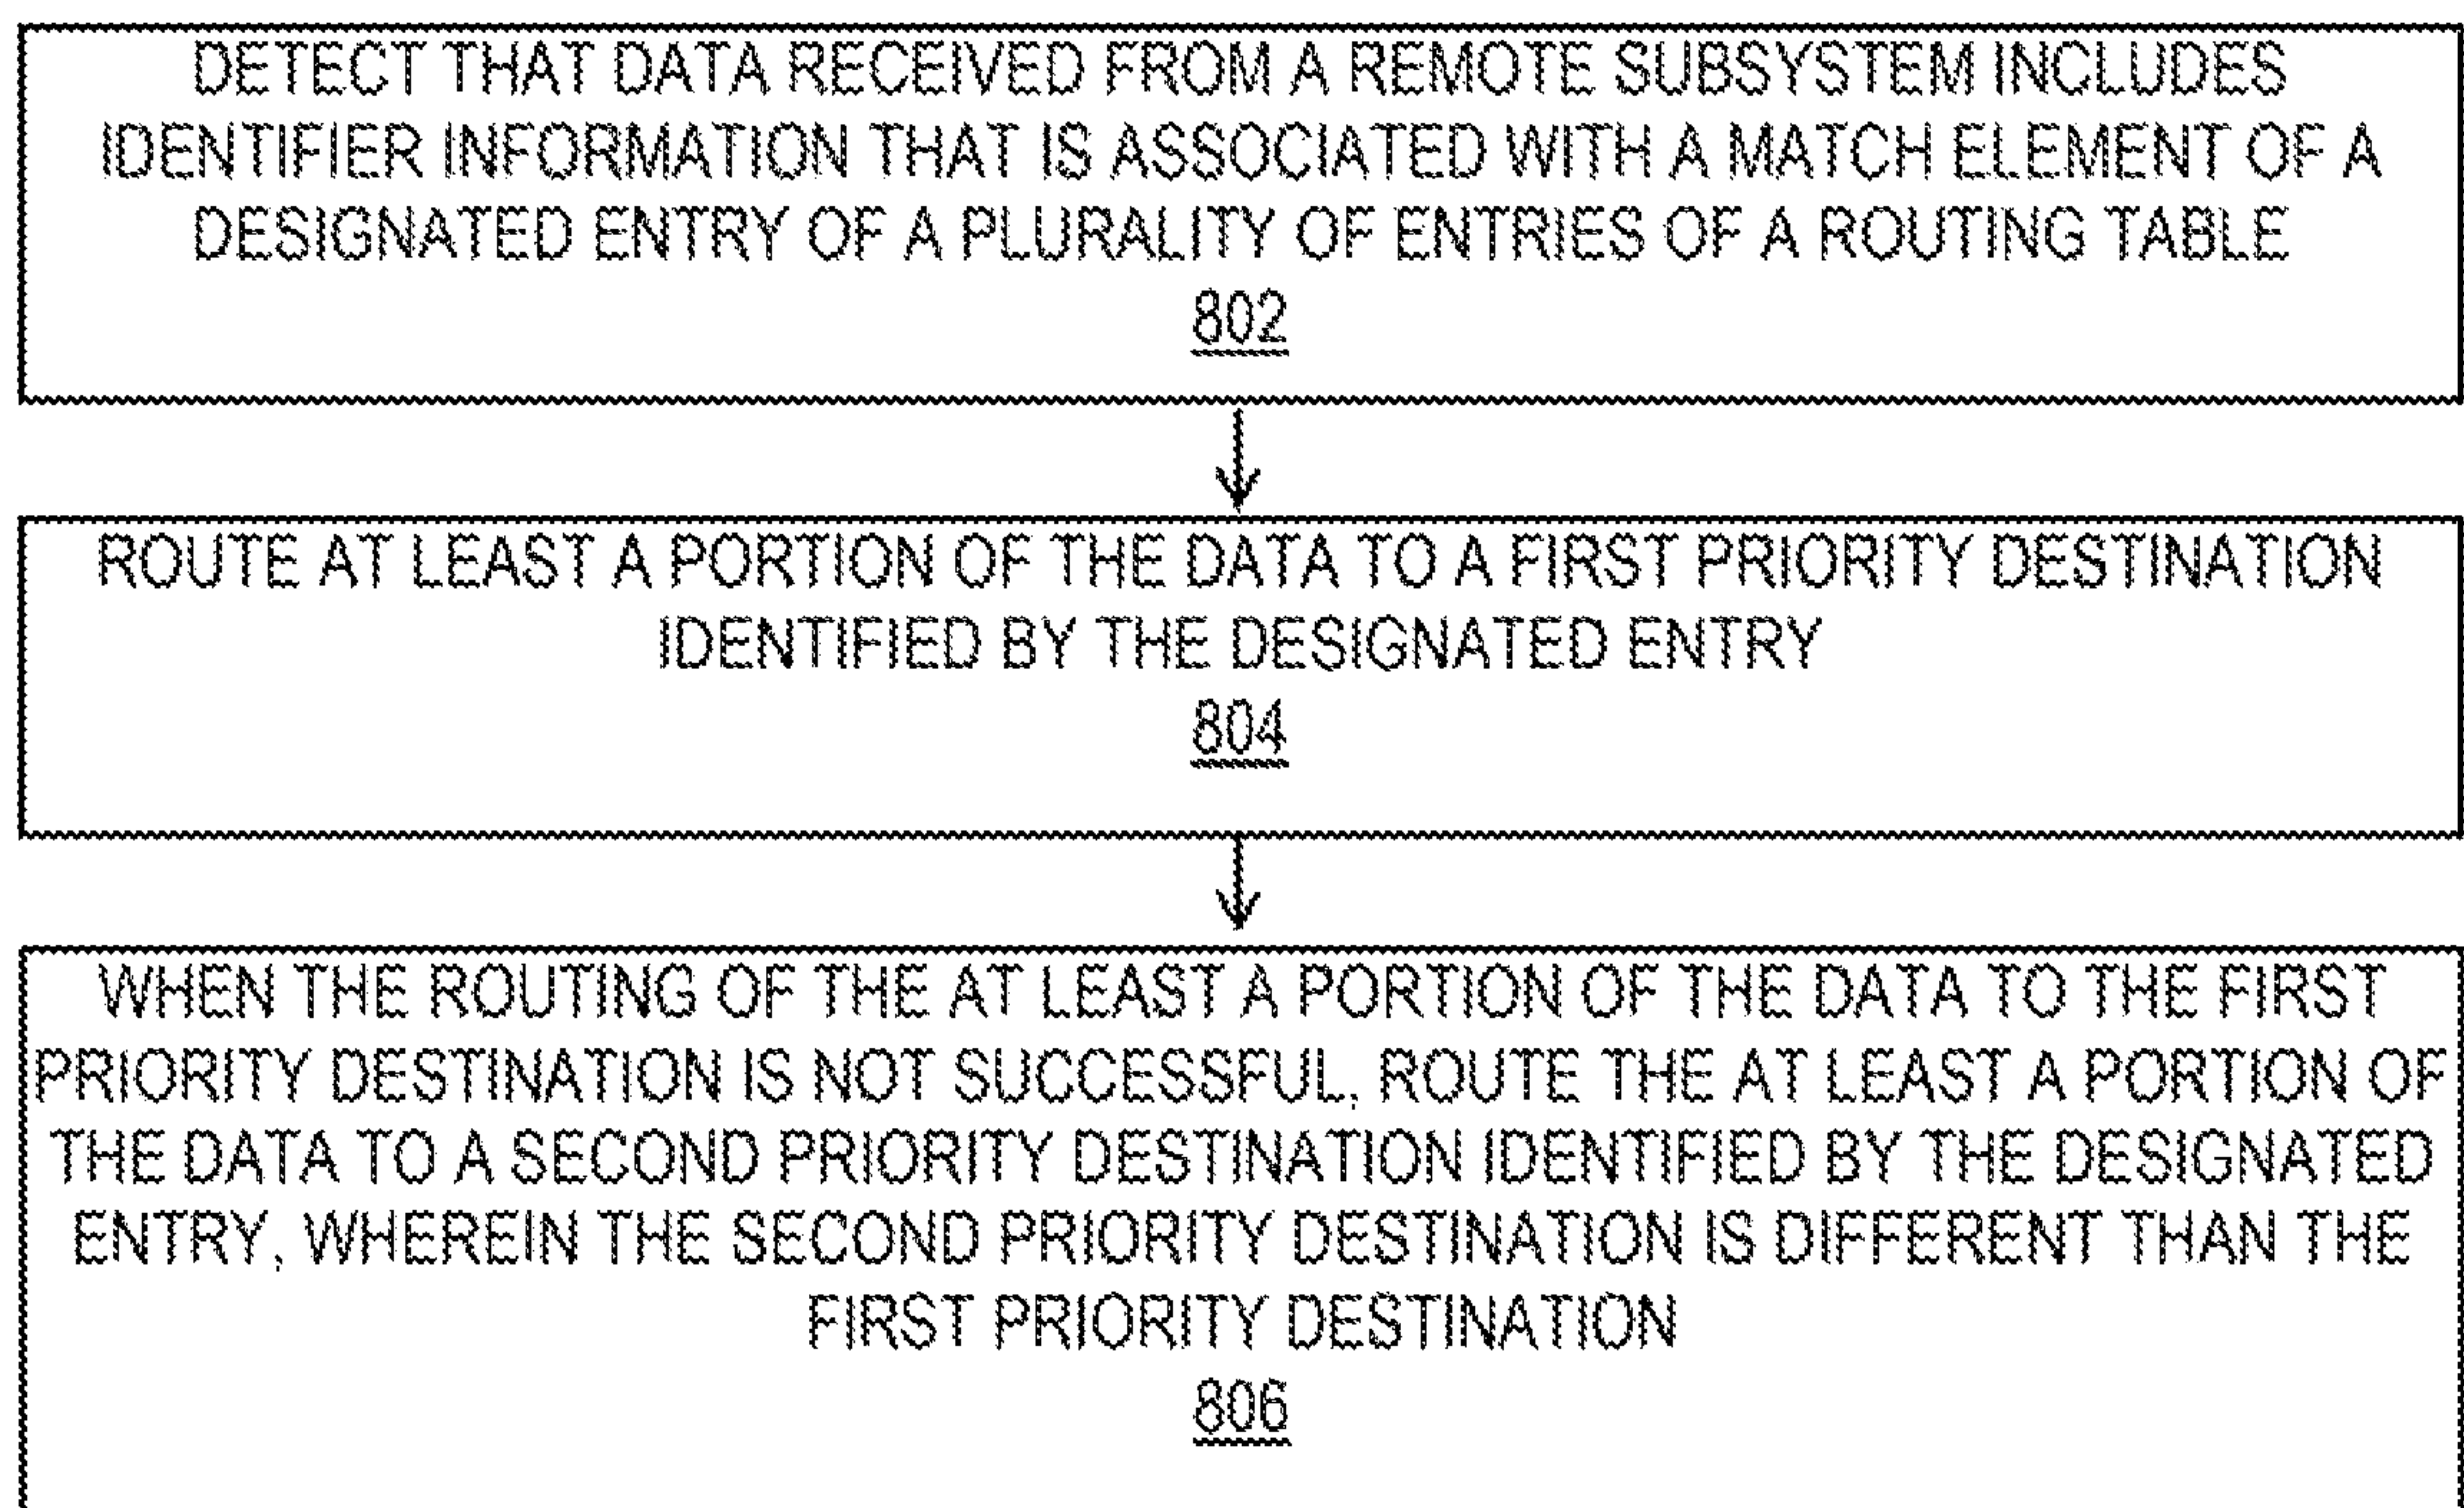 DETECT THAT DATA RECEIVED FROM A REMOTE SUBSYSTEM INCLUDES
IDENTIFIER INFORMATION THAT IS ASSOCIATED WITH A MATCH ELEMENT OF A
DESIGNATED ENTRY OF A PLURALITY OF ENTRIES OF A ROUTING TABLE
802
ROUTE AT LEAST A PORTION OF THE DATA TO A FIRST PRIORITY DESTINATION
IDENTIFIED BY THE DESIGNATED ENTRY
804
WHEN THE ROUTING OF THE AT LEAST A PORTION OF THE DATA TO THE FIRST
PRIORITY DESTINATION IS NOT SUCCESSFUL, ROUTE THE AT LEAST A PORTION OF
THE DATA TO A SECOND PRIORITY DESTINATION IDENTIFIED BY THE DESIGNATED
ENTRY, WHEREIN THE SECOND PRIORITY DESTINATION IS DIFFERENT THAN THE
FIRST PRIORITY DESTINATION
806